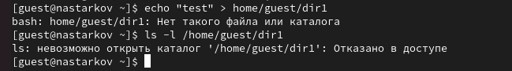 [guest@nastarkov ~]$ echo "test" > home/guest/dir1
bash: home/guest/dir1: Нет такого файла или каталога
[guest@nastarkov ~]$ ls -l /home/guest/dir1
ls: невозможно открыть каталог '/home/guest/dir1': Отказано в доступе
[guest@nastarkov ~]$